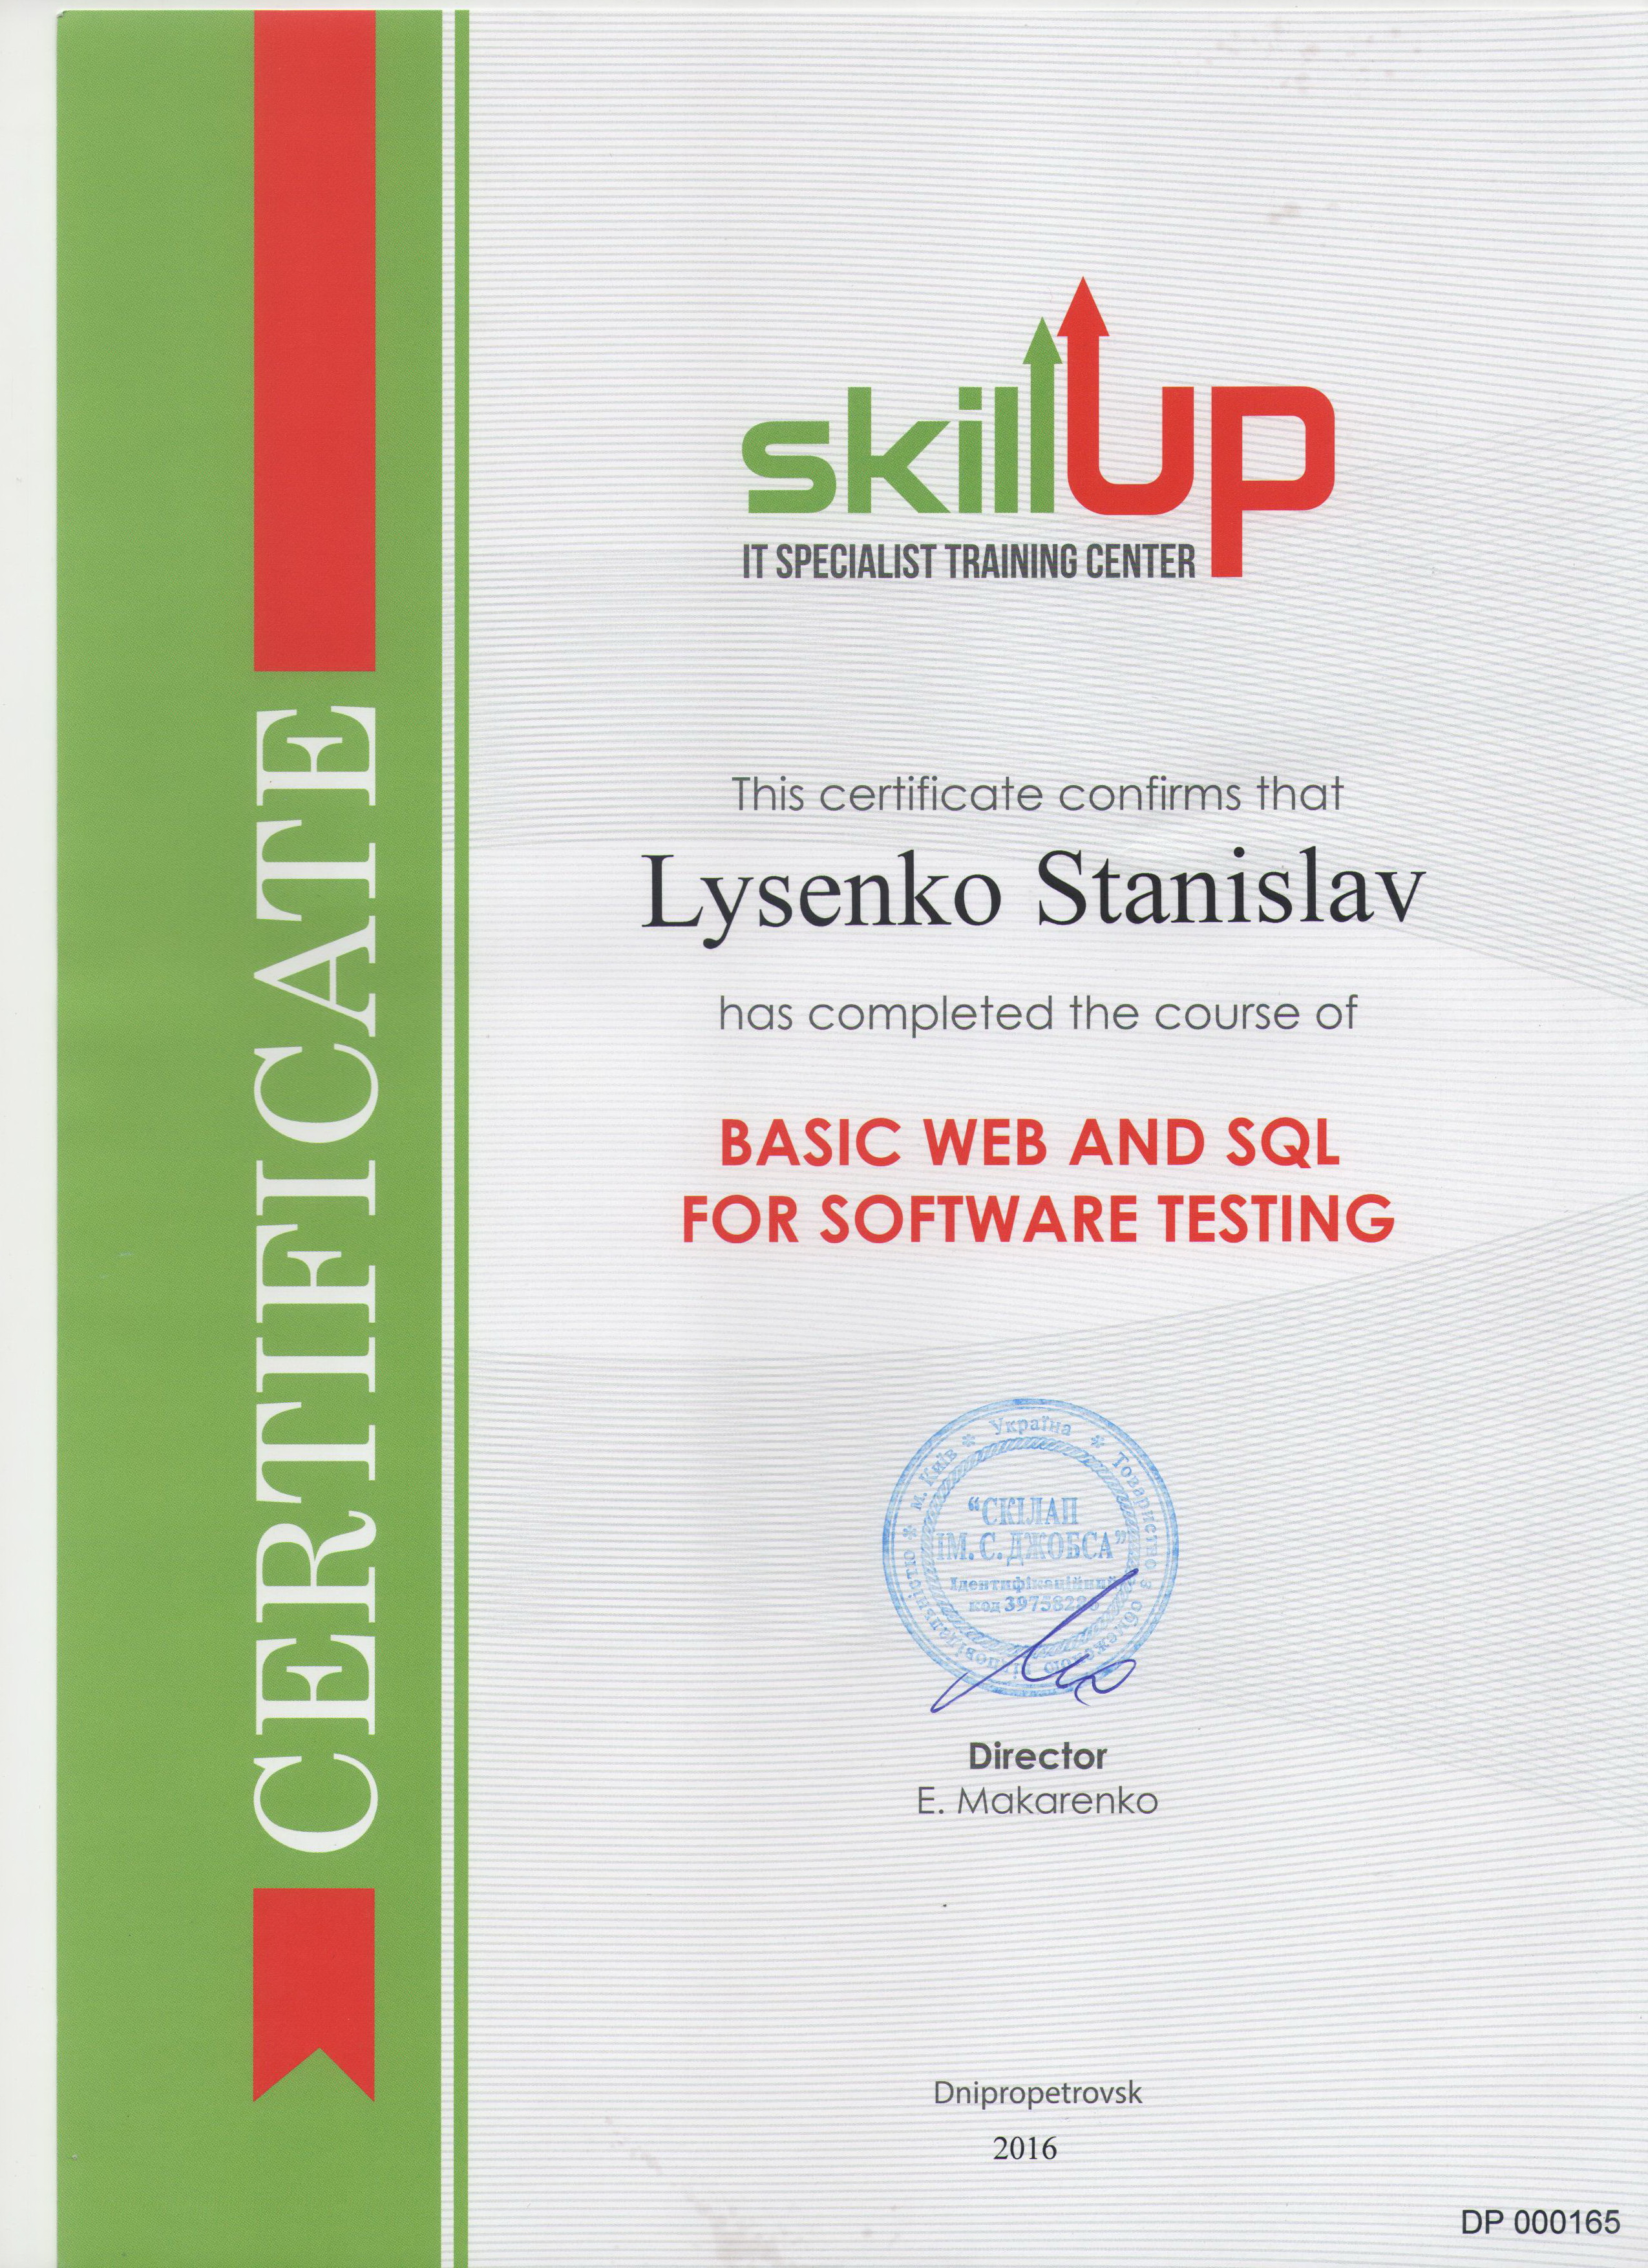 CERTIFICATE
skillup
IT SPECIALIST TRAINING CENTER
This certificate confirms that
Lysenko Stanislav
has completed the course of
BASIC WEB AND SQL
FOR SOFTWARE TESTING
Україна * Товариство з обмеженою відповідальністю * м. Київ *
"СКІЛАП
ІМ. С. ДЖОБСА"
Ідентифікаційний
код
Director
E. Makarenko
Dnipropetrovsk
2016
DP 000165